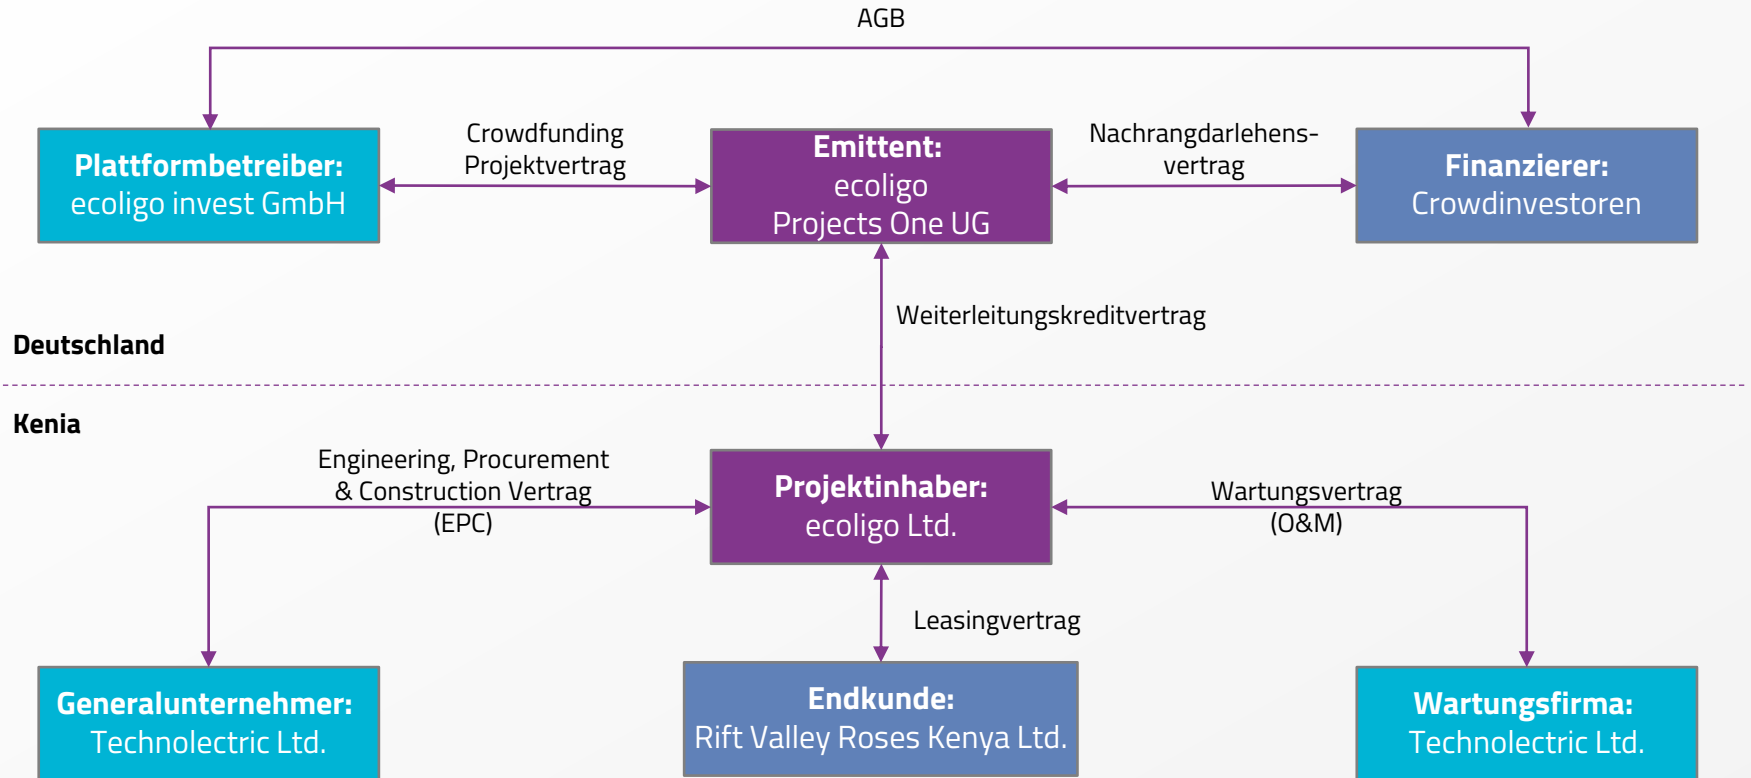 AGB
Plattformbetreiber:
ecoligo invest GmbH
Crowdfunding
Projektvertrag
Emittent:
ecoligo
Projects One UG
Nachrangdarlehens-
vertrag
Finanzierer:
Crowdinvestoren
Weiterleitungskreditvertrag
Deutschland
Kenia
Engineering, Procurement
& Construction Vertrag
(EPC)
Projektinhaber:
ecoligo Ltd.
Wartungsvertrag
(O&M)
Leasingvertrag
Generalunternehmer:
Technolectric Ltd.
Endkunde:
Rift Valley Roses Kenya Ltd.
Wartungsfirma:
Technolectric Ltd.